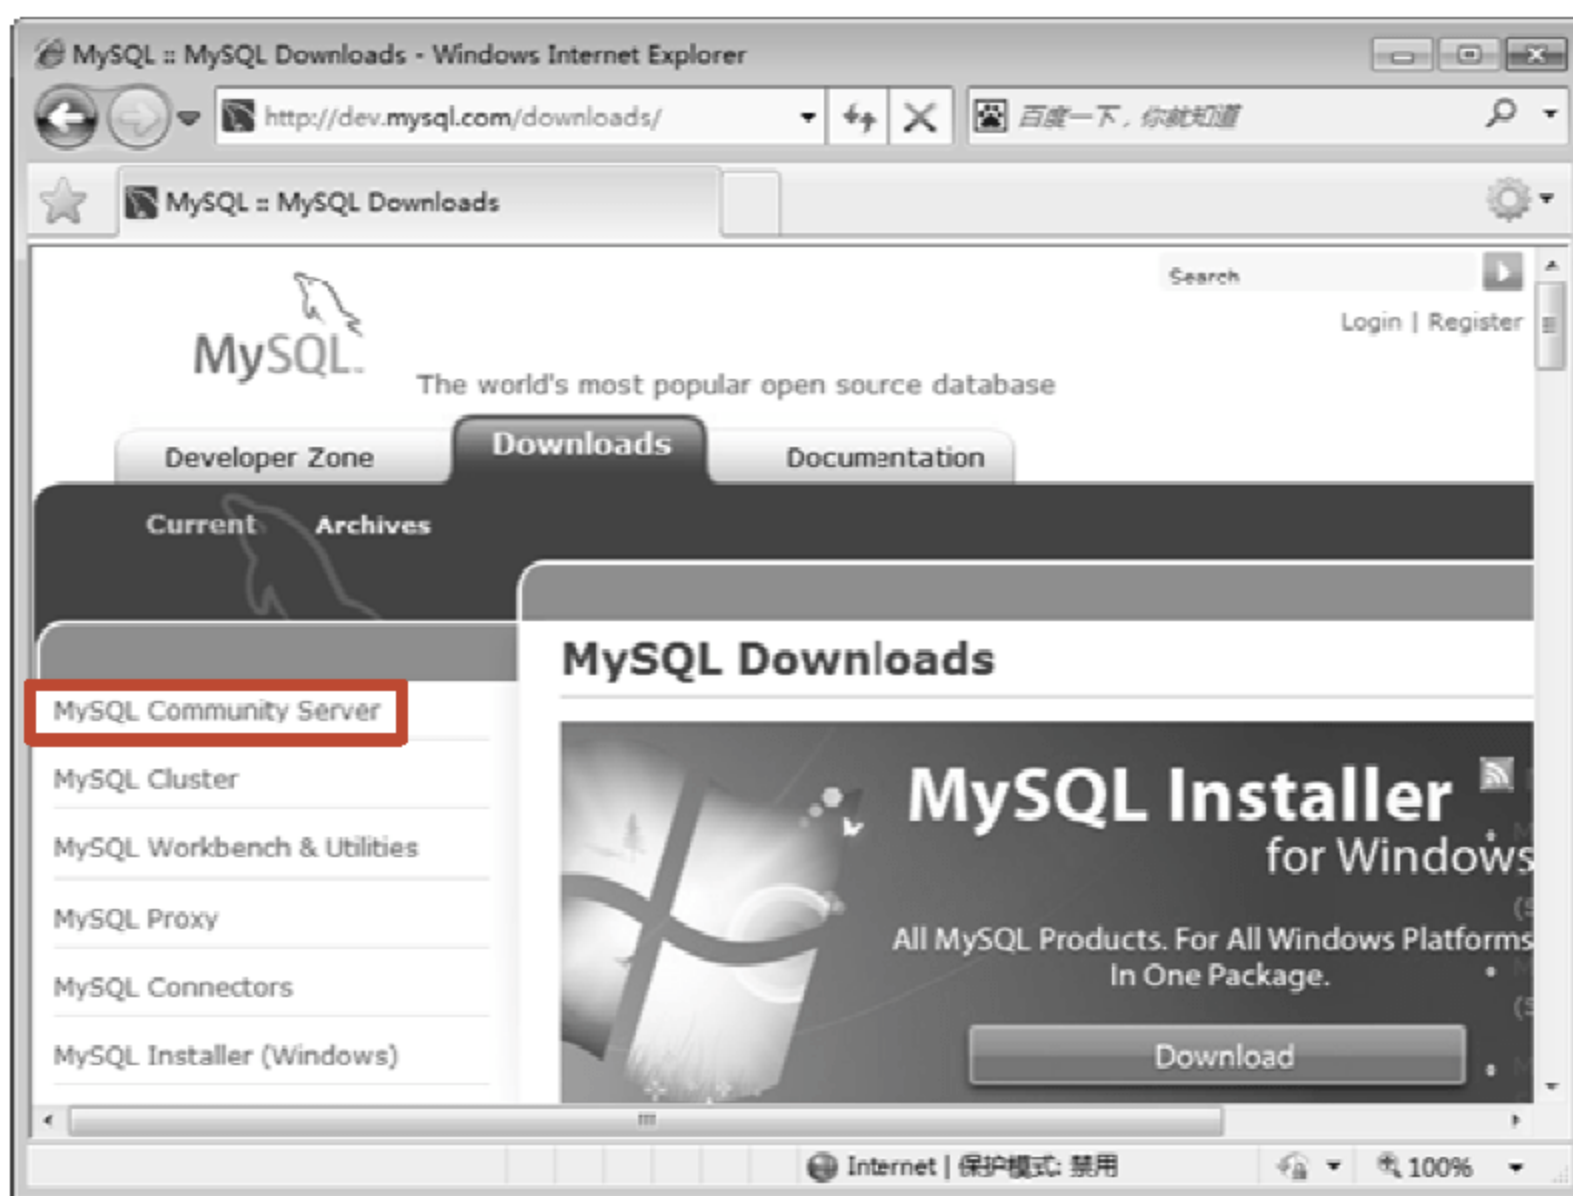 MySQL :: MySQL Downloads - Windows Internet Explorer
http://dev.mysql.com/downloads/
百度一下，你就知道
MySQL :: MySQL Downloads
Search
Login | Register
MySQL
The world's most popular open source database
Developer Zone
Downloads
Documentation
Current
Archives
MySQL Downloads
MySQL Community Server
MySQL Cluster
MySQL Workbench & Utilities
MySQL Proxy
MySQL Connectors
MySQL Installer (Windows)
MySQL Installer
for Windows
All MySQL Products. For All Windows Platforms
In One Package.
Download
Internet | 保护模式: 禁用
100%